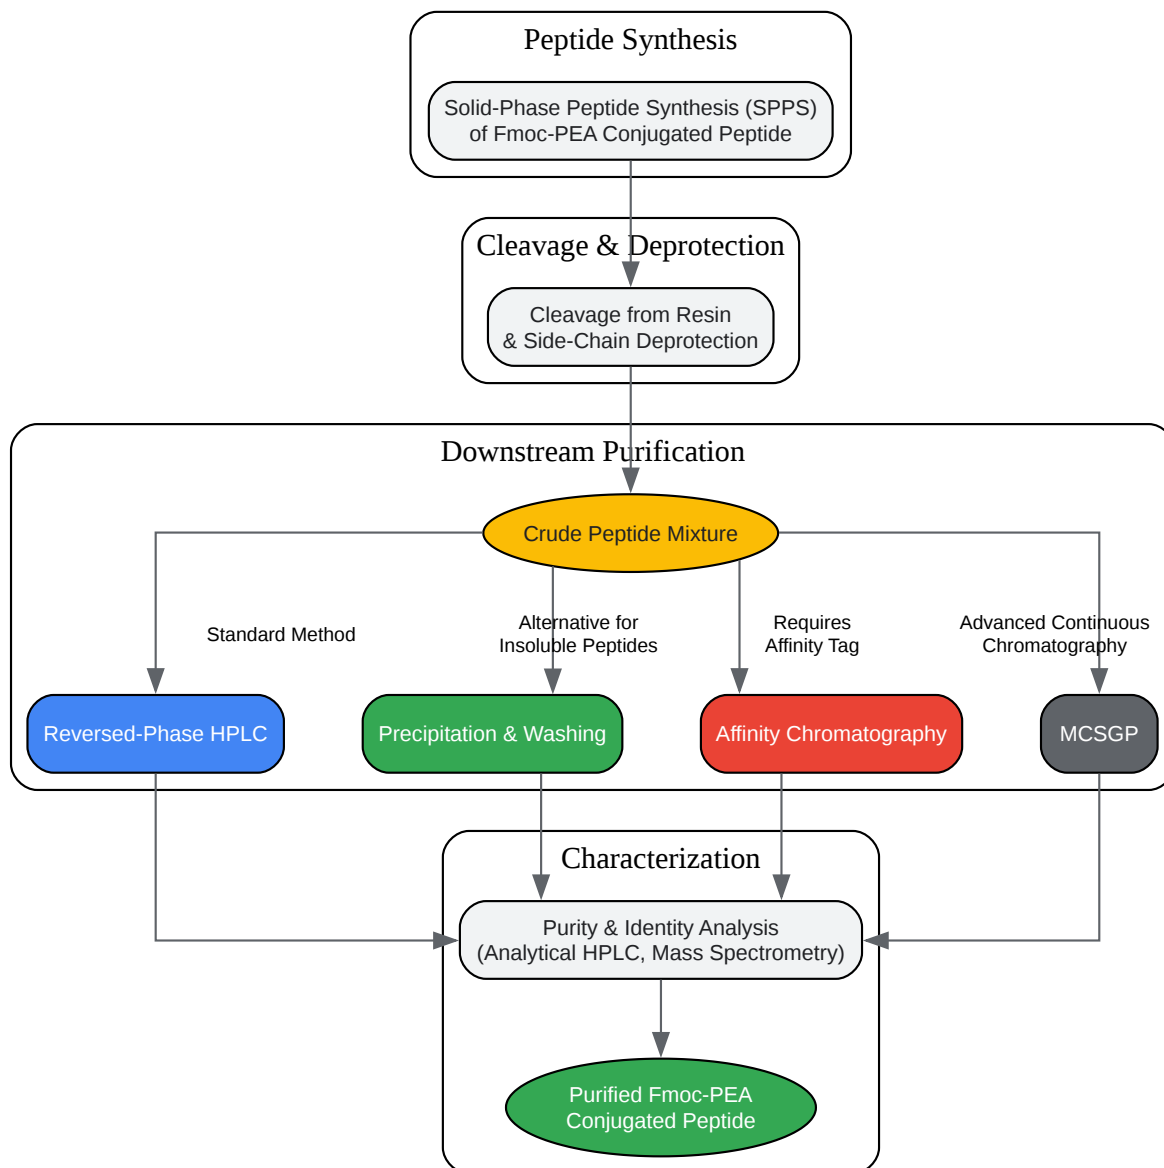 Peptide Synthesis
Solid-Phase Peptide Synthesis (SPPS)
of Fmoc-PEA Conjugated Peptide
Cleavage & Deprotection
Cleavage from Resin
& Side-Chain Deprotection
Downstream Purification
Crude Peptide Mixture
Standard Method
Alternative for
Insoluble Peptides
Requires
Affinity Tag
Advanced Continuous
Chromatography
Reversed-Phase HPLC
Precipitation & Washing
Affinity Chromatography
MCSGP
Characterization
Purity & Identity Analysis
(Analytical HPLC, Mass Spectrometry)
Purified Fmoc-PEA
Conjugated Peptide